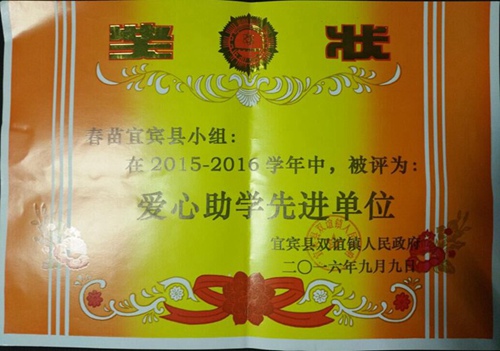 奖 状
春苗宜宾县小组：
在2015-2016学年中，被评为：
爱心助学先进单位
宜宾县双谊镇人民政府
二〇一六年九月九日